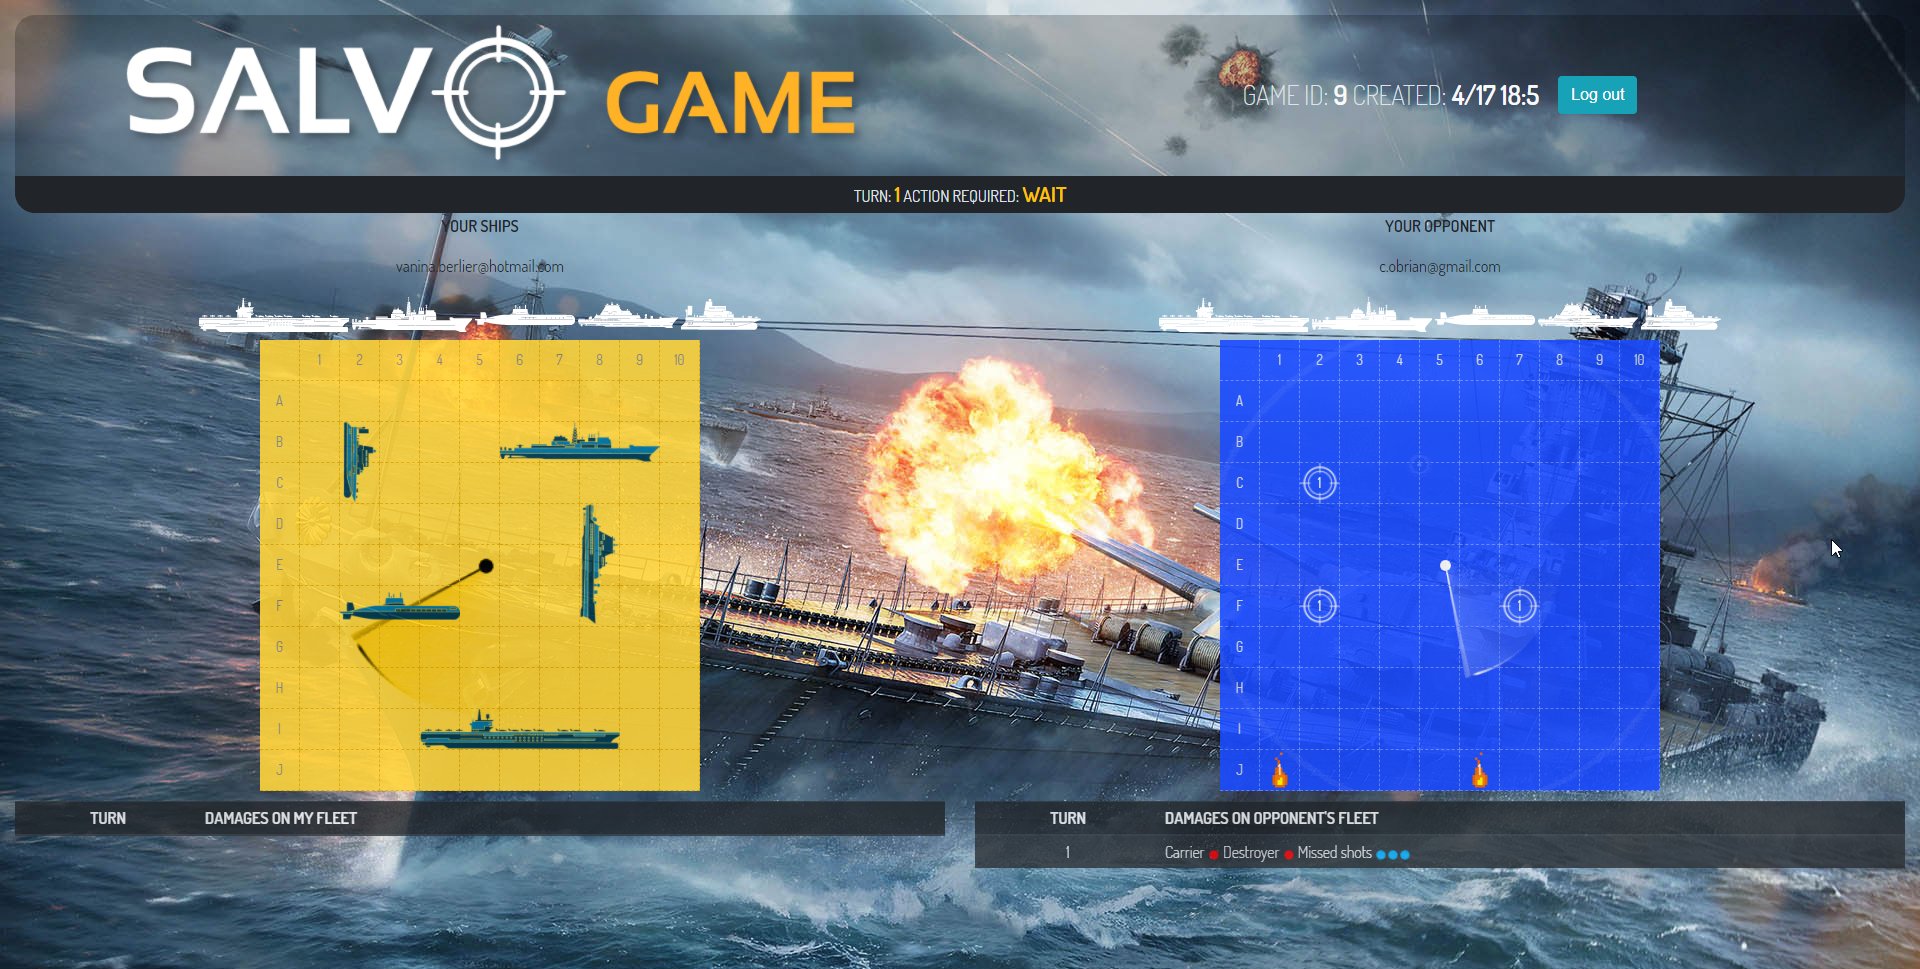 SALVO GAME
GAME ID: 9 CREATED: 4/17 18:5
Log out
TURN: 1 ACTION REQUIRED: WAIT
YOUR SHIPS
vanina.berlier@hotmail.com
1 2 3 4 5 6 7 8 9 10
A
B
C
D
E
F
G
H
I
J
TURN DAMAGES ON MY FLEET
YOUR OPPONENT
c.obrian@gmail.com
1 2 3 4 5 6 7 8 9 10
A
B
C 1
D
E
F 1 1
G
H
I
J
TURN DAMAGES ON OPPONENT'S FLEET
1 Carrier Destroyer Missed shots